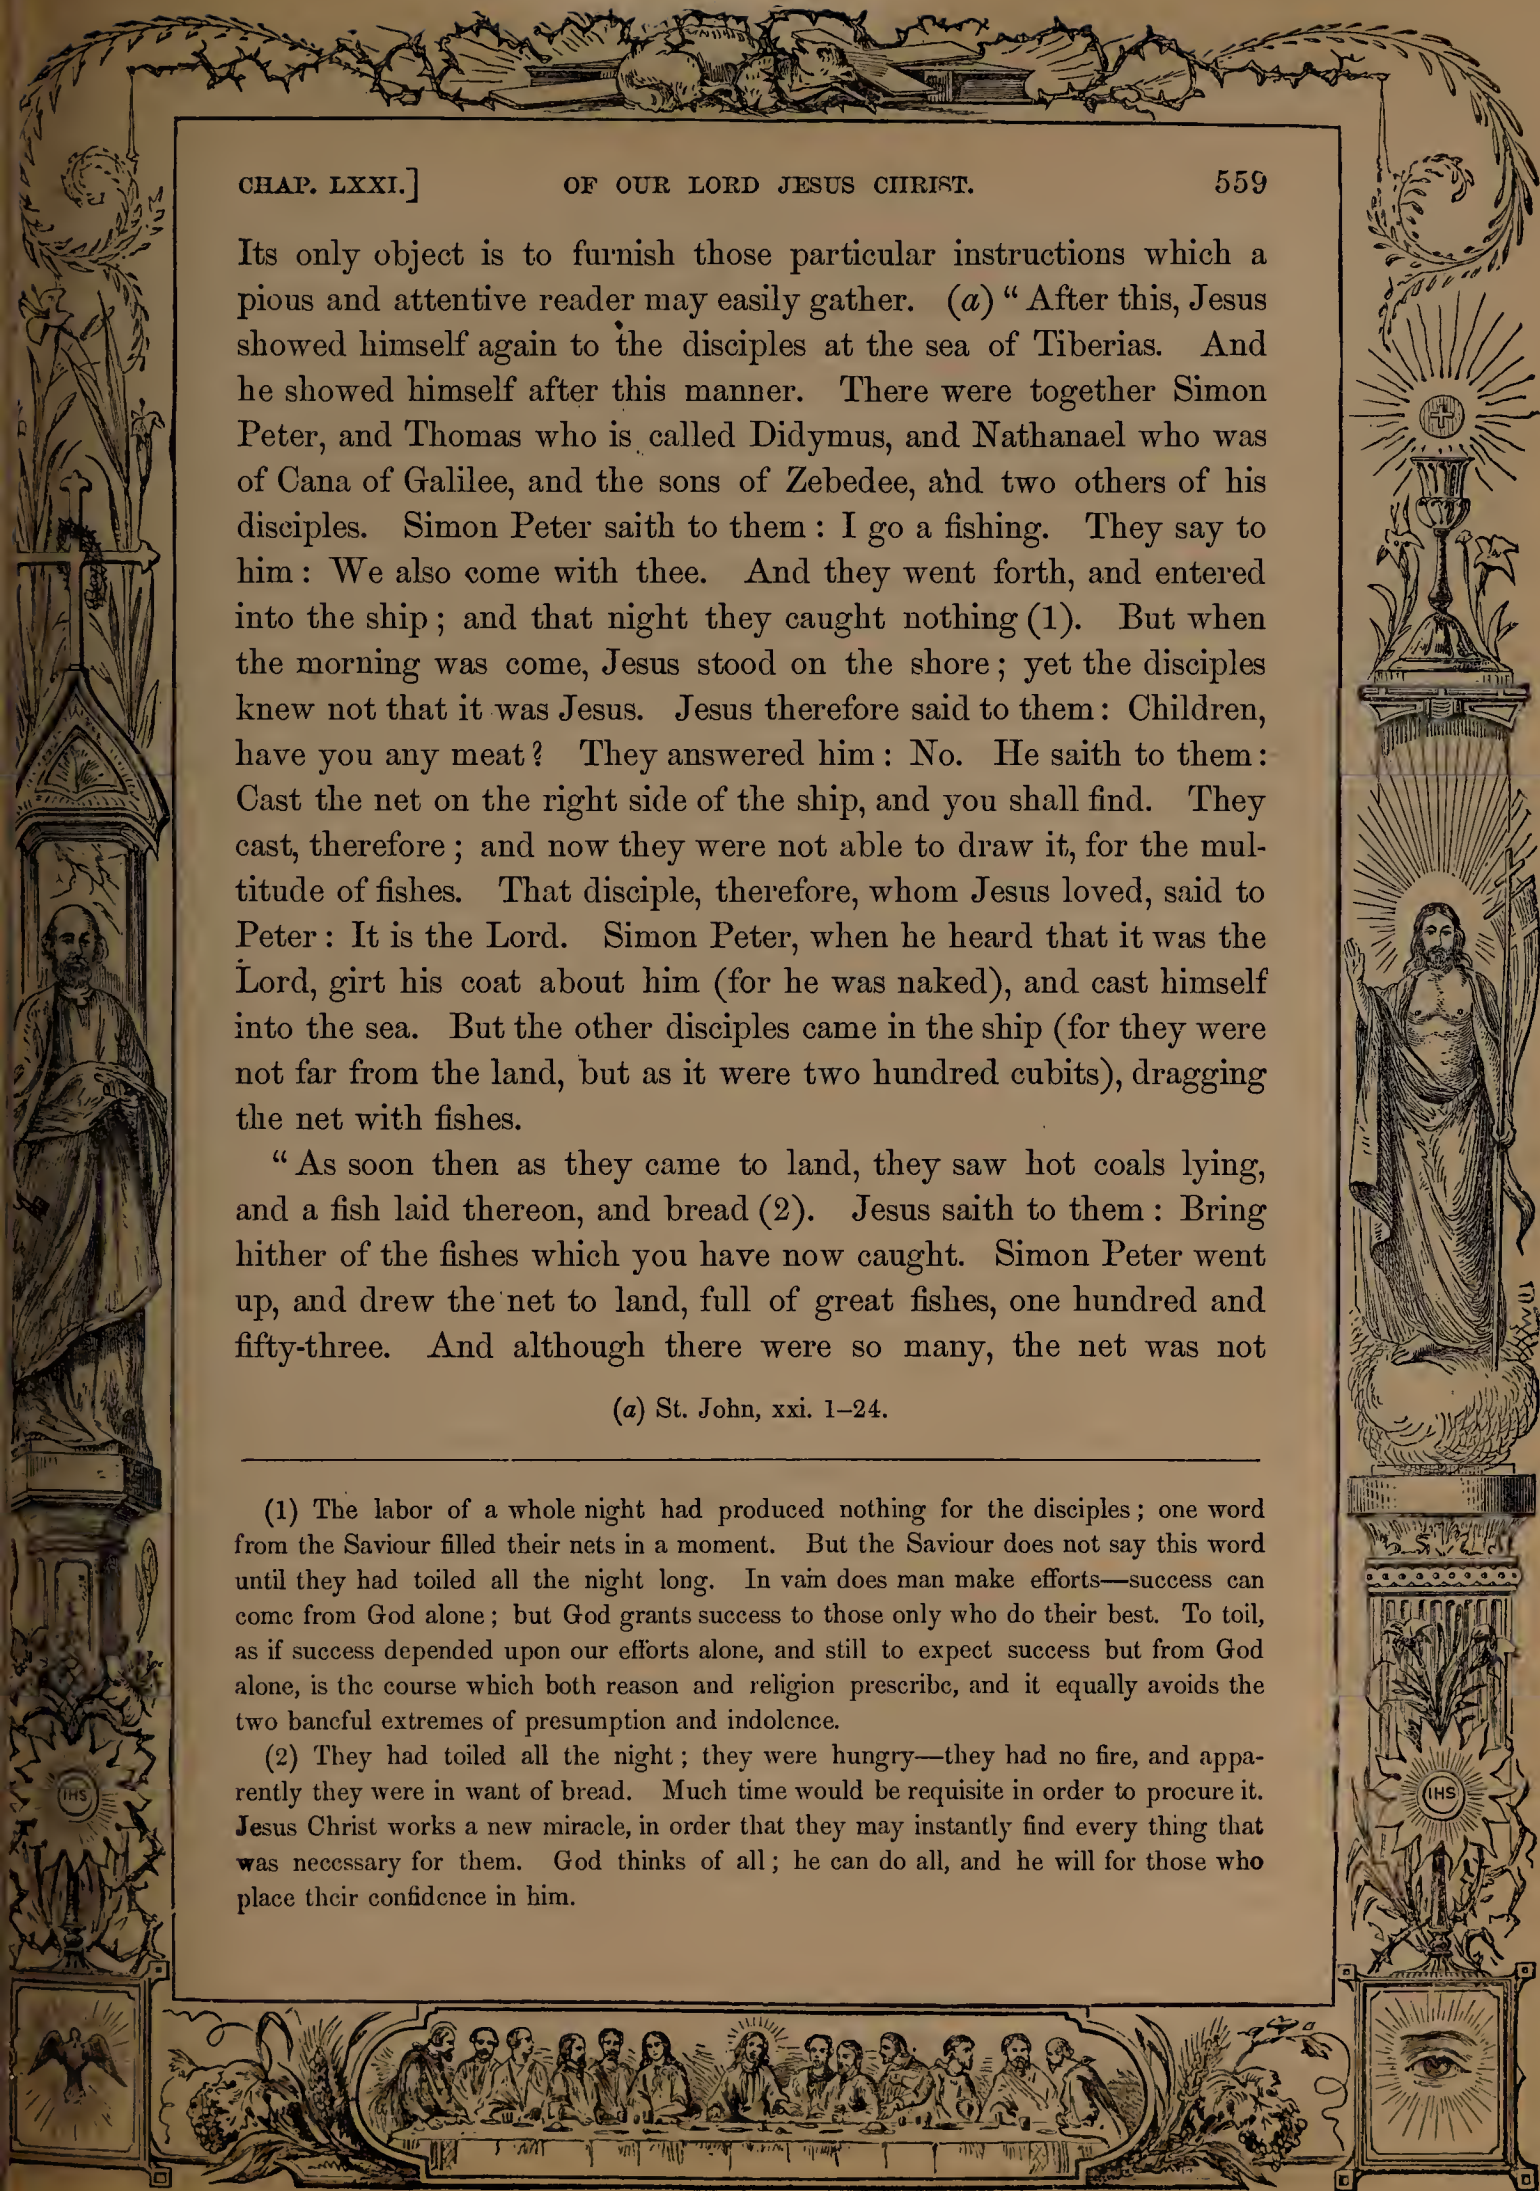 CHAP. LXXI.] OF OUR LORD JESUS CHRIST. 559
Its only object is to furnish those particular instructions which a
pious and attentive reader may easily gather. (a) “ After this, Jesus
showed himself again to the disciples at the sea of Tiberias. And
he showed himself after this manner. There were together Simon
Peter, and Thomas who is called Didymus, and Nathanael who was
of Cana of Galilee, and the sons of Zebedee, and two others of his
disciples. Simon Peter saith to them : I go a fishing. They say to
him : We also come with thee. And they went forth, and entered
into the ship ; and that night they caught nothing (1). But when
the morning was come, Jesus stood on the shore ; yet the disciples
knew not that it was Jesus. Jesus therefore said to them : Children,
have you any meat ? They answered him : No. He saith to them :
Cast the net on the right side of the ship, and you shall find. They
cast, therefore ; and now they were not able to draw it, for the mul-
titude of fishes. That disciple, therefore, whom Jesus loved, said to
Peter : It is the Lord. Simon Peter, when he heard that it was the
Lord, girt his coat about him (for he was naked), and cast himself
into the sea. But the other disciples came in the ship (for they were
not far from the land, but as it were two hundred cubits), dragging
the net with fishes.
“ As soon then as they came to land, they saw hot coals lying,
and a fish laid thereon, and bread (2). Jesus saith to them : Bring
hither of the fishes which you have now caught. Simon Peter went
up, and drew the net to land, full of great fishes, one hundred and
fifty-three. And although there were so many, the net was not
(a) St. John, xxi. 1–24.
(1) The labor of a whole night had produced nothing for the disciples ; one word
from the Saviour filled their nets in a moment. But the Saviour does not say this word
until they had toiled all the night long. In vain does man make efforts—success can
come from God alone ; but God grants success to those only who do their best. To toil,
as if success depended upon our efforts alone, and still to expect success but from God
alone, is the course which both reason and religion prescribe, and it equally avoids the
two baneful extremes of presumption and indolence.
(2) They had toiled all the night ; they were hungry—they had no fire, and appa-
rently they were in want of bread. Much time would be requisite in order to procure it.
Jesus Christ works a new miracle, in order that they may instantly find every thing that
was necessary for them. God thinks of all ; he can do all, and he will for those who
place their confidence in him.
IHS
IHS